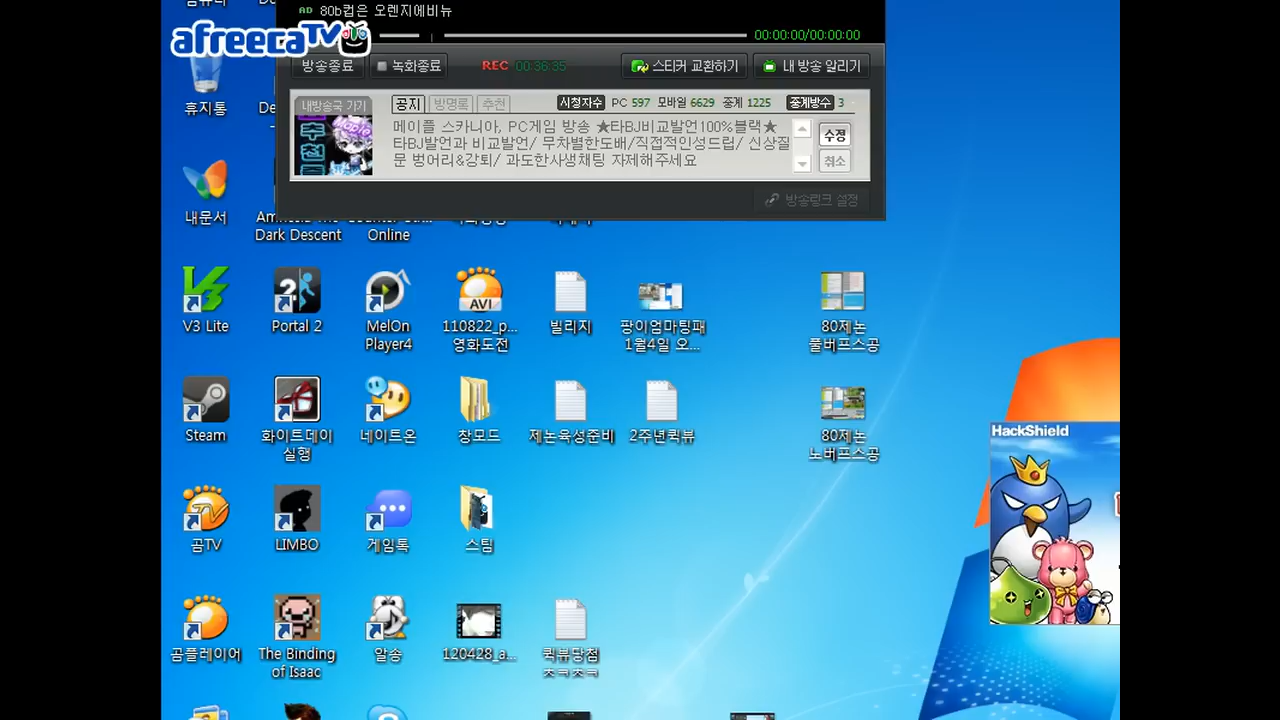 AD 80b컵은 오렌지에비뉴
afreecaTV
00:00:00/00:00:00
방송종료
녹화종료
REC 00:36:35
스티커 교환하기
내 방송 알리기
내방송국 가기
공지
방명록
추천
시청자수 PC 597 모바일 6629 중계 1225 중계방수 3
메이플 스카니아, PC게임 방송 ★타BJ비교발언100%블랙★
타BJ발언과 비교발언/ 무차별한도배/직접적인성드립/ 신상질
문 벙어리&강퇴/ 과도한사생채팅 자제해주세요
수정
취소
Maple
추천
방송링크 설정
휴지통
내문서
Dark Descent
Online
V3 Lite
Portal 2
MelOn
Player4
AVI
110822_p...
영화도전
빌리지
팡이엄마팅패
1월4일 오...
80제논
풀버프스공
Steam
화이트데이
실행
네이트온
창모드
제논육성준비
2주년퀵뷰
80제논
노버프스공
HackShield
곰TV
LIMBO
게임톡
스팀
곰플레이어
The Binding
of Isaac
알송
120428_a...
퀵뷰당첨
ㅊㅋㅊㅋ